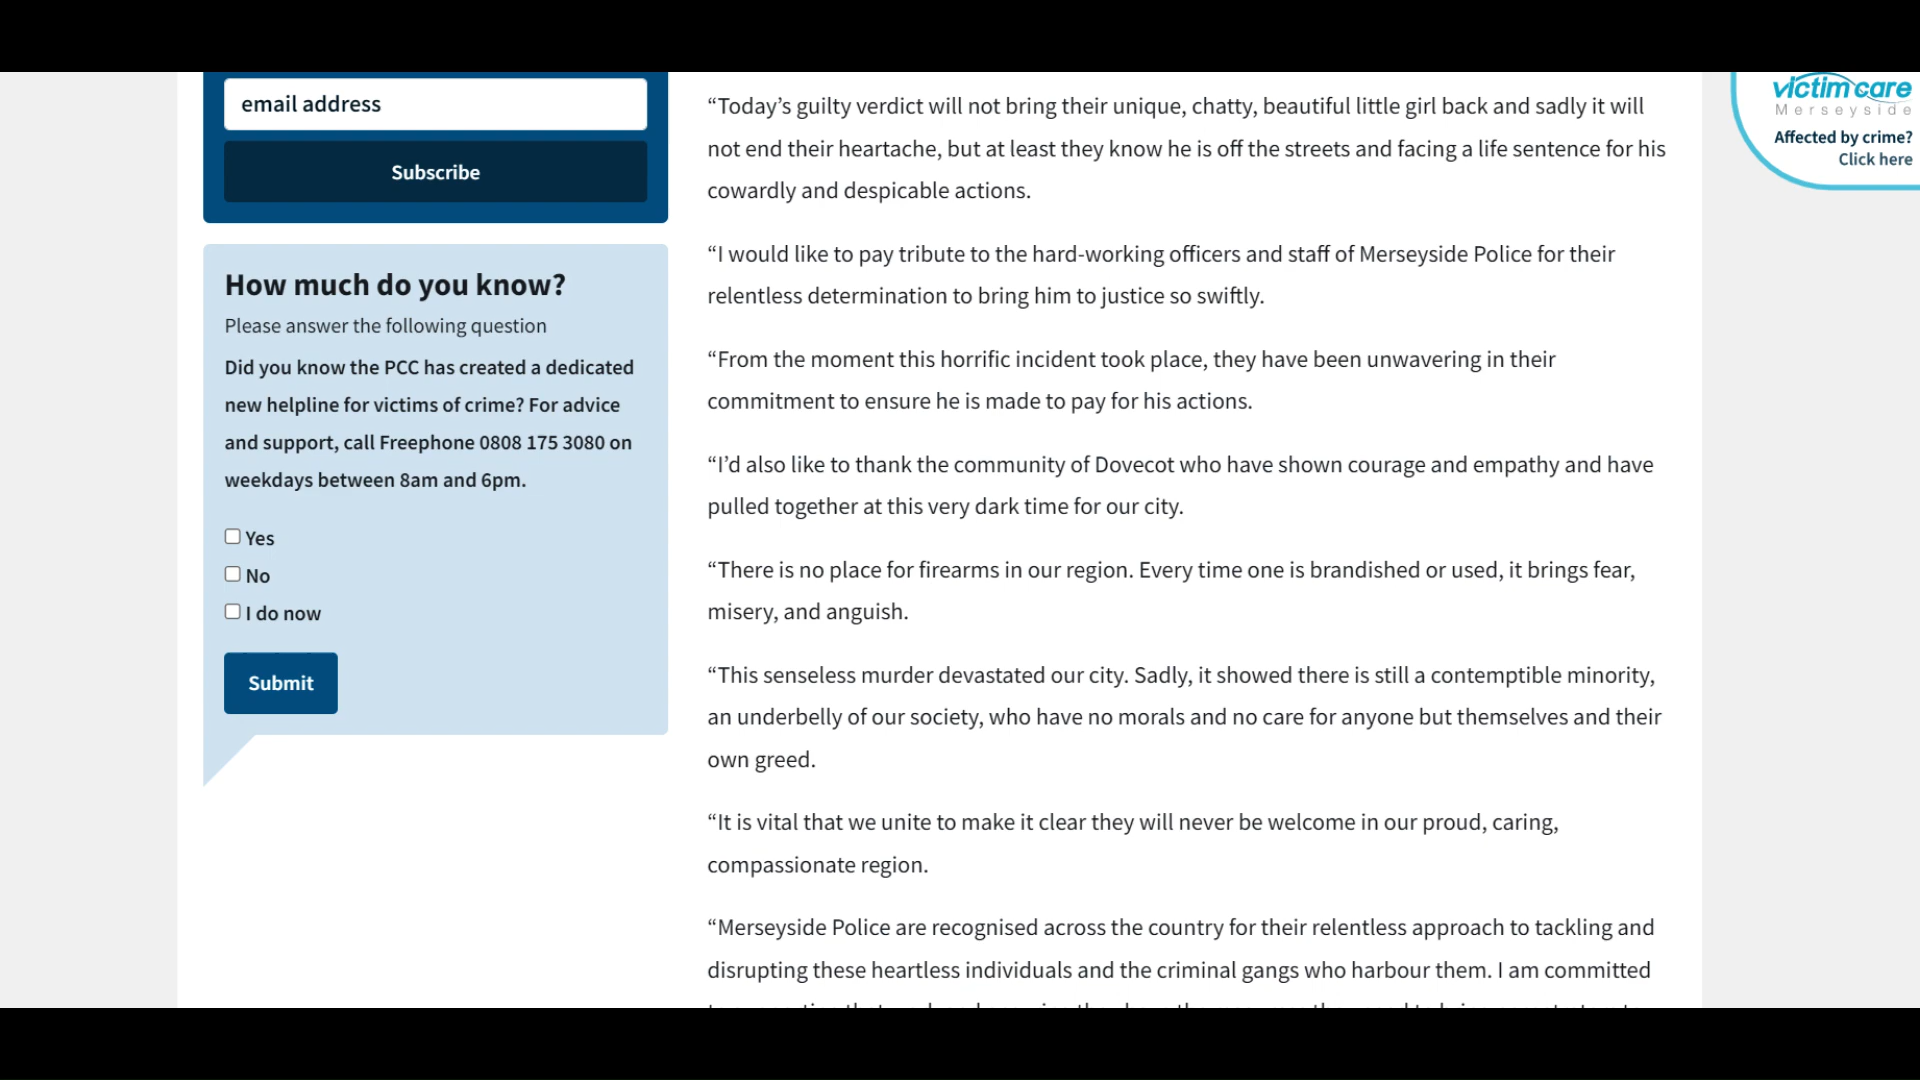 email address
Subscribe
How much do you know?
Please answer the following question
Did you know the PCC has created a dedicated
new helpline for victims of crime? For advice
and support, call Freephone 0808 175 3080 on
weekdays between 8am and 6pm.
Yes
No
I do now
Submit
“Today’s guilty verdict will not bring their unique, chatty, beautiful little girl back and sadly it will
not end their heartache, but at least they know he is off the streets and facing a life sentence for his
cowardly and despicable actions.
“I would like to pay tribute to the hard-working officers and staff of Merseyside Police for their
relentless determination to bring him to justice so swiftly.
“From the moment this horrific incident took place, they have been unwavering in their
commitment to ensure he is made to pay for his actions.
“I’d also like to thank the community of Dovecot who have shown courage and empathy and have
pulled together at this very dark time for our city.
“There is no place for firearms in our region. Every time one is brandished or used, it brings fear,
misery, and anguish.
“This senseless murder devastated our city. Sadly, it showed there is still a contemptible minority,
an underbelly of our society, who have no morals and no care for anyone but themselves and their
own greed.
“It is vital that we unite to make it clear they will never be welcome in our proud, caring,
compassionate region.
“Merseyside Police are recognised across the country for their relentless approach to tackling and
disrupting these heartless individuals and the criminal gangs who harbour them. I am committed
victim care
Merseyside
Affected by crime?
Click here